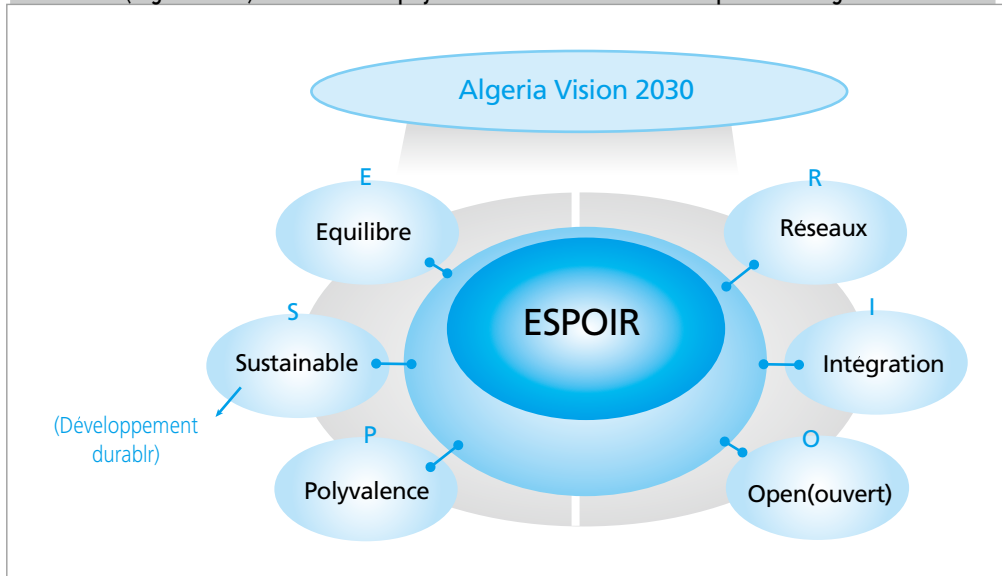 Algeria Vision 2030
E
Equilibre
S
Sustainable
(Développement
durablr)
P
Polyvalence
ESPOIR
R
Réseaux
I
Intégration
O
Open(ouvert)